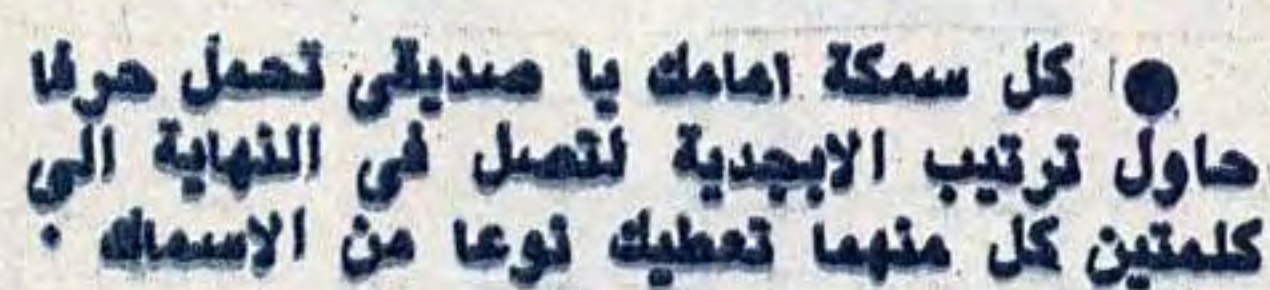 ● كل سمكة امامك يا صديقى تحمل حرفا
حاول ترتيب الابجدية لتصل فى النهاية الى
كلمتين كل منهما تعطيك نوعا من الاسماك .